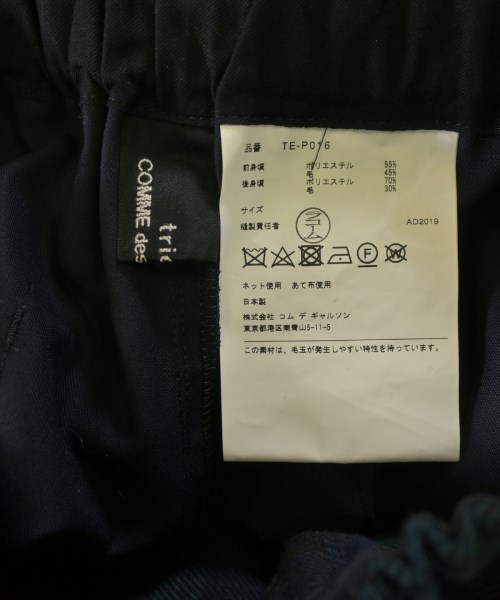 品番 TE-P016
前身頃 ポリエステル 55%
毛 45%
後身頃 ポリエステル 70%
毛 30%
サイズ
縫製責任者
AD2019
ネット使用 あて布使用
日本製
株式会社 コム デ ギャルソン
東京都港区南青山5-11-5
この素材は、毛玉が発生しやすい特性を持っています。
tric
COMME des